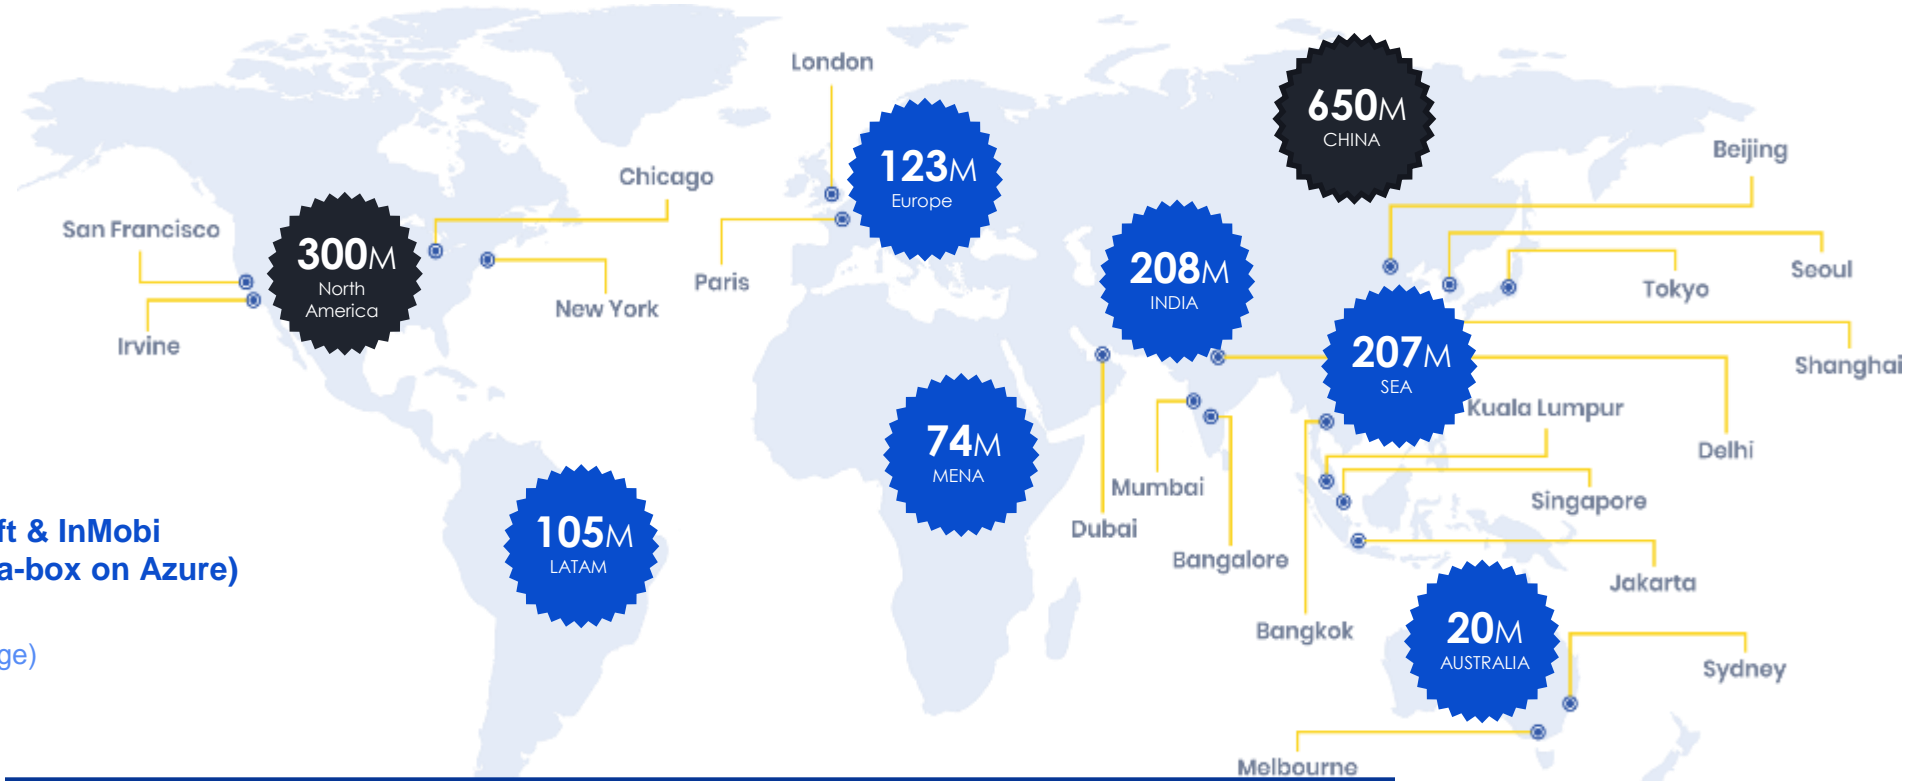 London
650M
CHINA
Beijing
123M
Europe
Chicago
San Francisco
300M
North
America
208M
INDIA
Paris
New York
Seoul
Tokyo
Irvine
207M
SEA
Shanghai
Kuala Lumpur
74M
MENA
Delhi
Mumbai
Singapore
Dubai
105M
LATAM
ft & InMobi
a-box on Azure)
Bangalore
Jakarta
Bangkok
20M
AUSTRALIA
ge)
Sydney
Melbourne